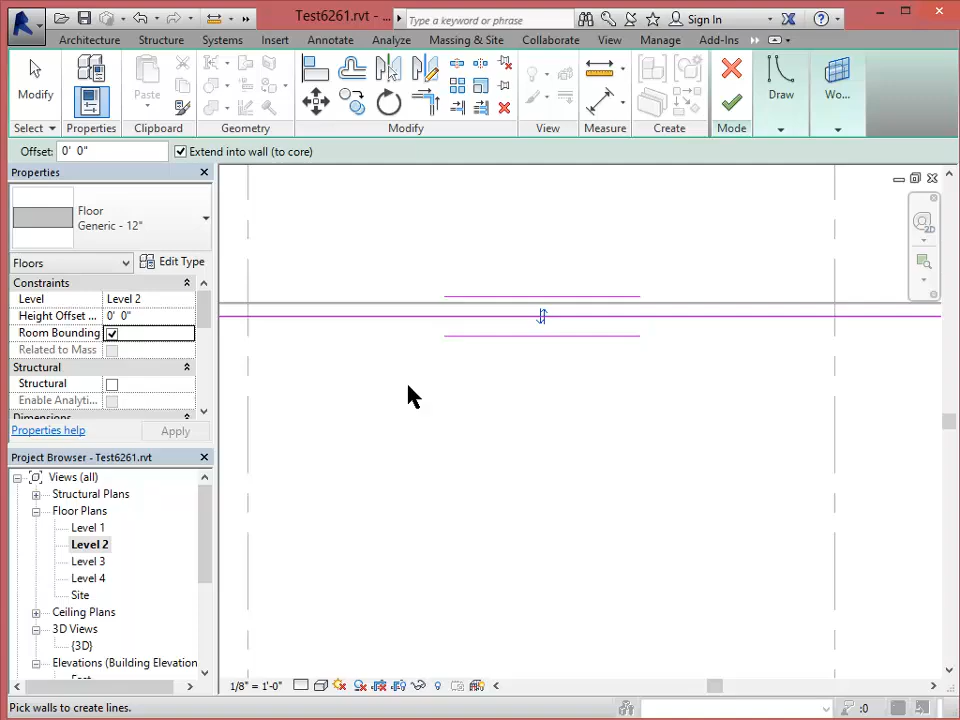 Test6261.rvt - ...
Type a keyword or phrase
Sign In
Architecture Structure Systems Insert Annotate Analyze Massing & Site Collaborate View Manage Add-Ins
Modify
Paste
Draw
Wo...
Select Properties Clipboard Geometry Modify View Measure Create Mode
Offset: 0' 0" Extend into wall (to core)
Properties
Floor
Generic - 12"
Floors
Edit Type
Constraints
Level Level 2
Height Offset ... 0' 0"
Room Bounding
Related to Mass
Structural
Structural
Enable Analyti...
Dimensions
Properties help
Apply
2D
Project Browser - Test6261.rvt
Views (all)
Structural Plans
Floor Plans
Level 1
Level 2
Level 3
Level 4
Site
Ceiling Plans
3D Views
{3D}
Elevations (Building Elevation
East
1/8" = 1'-0"
Pick walls to create lines.
:0